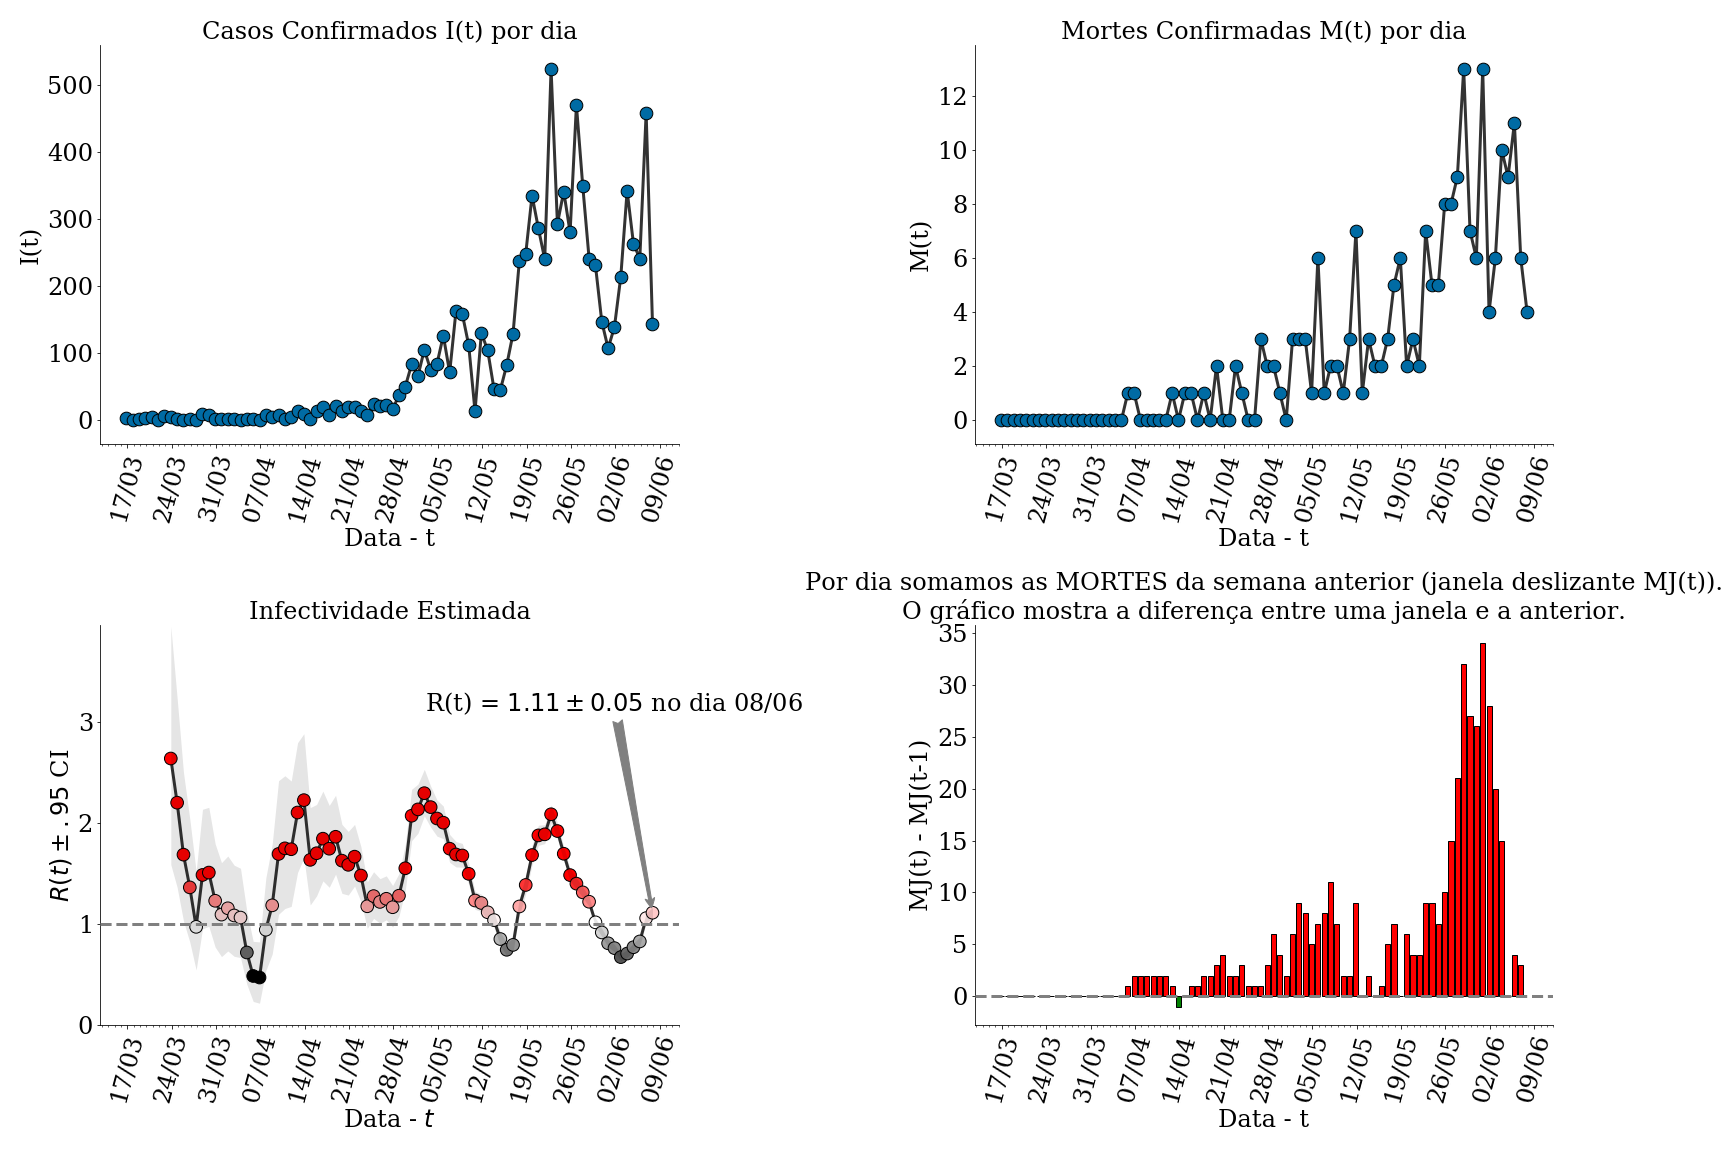 Casos Confirmados I(t) por dia
I(t)
500
400
300
200
100
0
17/03 24/03 31/03 07/04 14/04 21/04 28/04 05/05 12/05 19/05 26/05 02/06 09/06
Data - t
Mortes Confirmadas M(t) por dia
M(t)
12
10
8
6
4
2
0
17/03 24/03 31/03 07/04 14/04 21/04 28/04 05/05 12/05 19/05 26/05 02/06 09/06
Data - t
Infectividade Estimada
R(t) ± .95 CI
3
2
1
0
R(t) = 1.11 ± 0.05 no dia 08/06
17/03 24/03 31/03 07/04 14/04 21/04 28/04 05/05 12/05 19/05 26/05 02/06 09/06
Data - t
Por dia somamos as MORTES da semana anterior (janela deslizante MJ(t)).
O gráfico mostra a diferença entre uma janela e a anterior.
MJ(t) - MJ(t-1)
35
30
25
20
15
10
5
0
17/03 24/03 31/03 07/04 14/04 21/04 28/04 05/05 12/05 19/05 26/05 02/06 09/06
Data - t